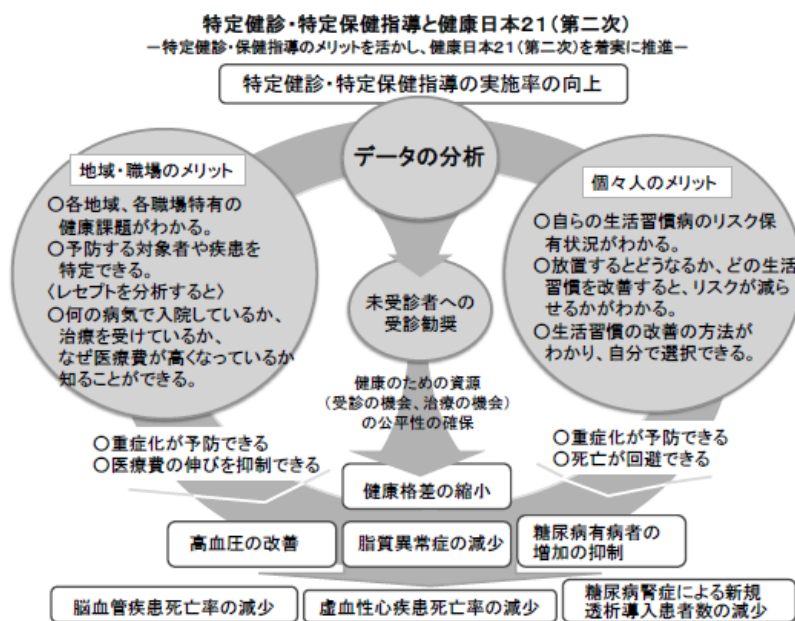 特定健診・特定保健指導と健康日本21(第二次)
－特定健診・保健指導のメリットを活かし、健康日本21(第二次)を着実に推進－
特定健診・特定保健指導の実施率の向上
データの分析
地域・職場のメリット
〇各地域、各職場特有の
健康課題がわかる。
〇予防する対象者や疾患を
特定できる。
〈レセプトを分析すると〉
〇何の病気で入院しているか、
治療を受けているか、
なぜ医療費が高くなっているか
知ることができる。
未受診者への
受診勧奨
個々人のメリット
〇自らの生活習慣病のリスク保
有状況がわかる。
〇放置するとどうなるか、どの生活
習慣を改善すると、リスクが減ら
せるかがわかる。
〇生活習慣の改善の方法が
わかり、自分で選択できる。
健康のための資源
(受診の機会、治療の機会)
の公平性の確保
〇重症化が予防できる
〇医療費の伸びを抑制できる
〇重症化が予防できる
〇死亡が回避できる
健康格差の縮小
高血圧の改善
脂質異常症の減少
糖尿病有病者の
増加の抑制
脳血管疾患死亡率の減少
虚血性心疾患死亡率の減少
糖尿病腎症による新規
透析導入患者数の減少